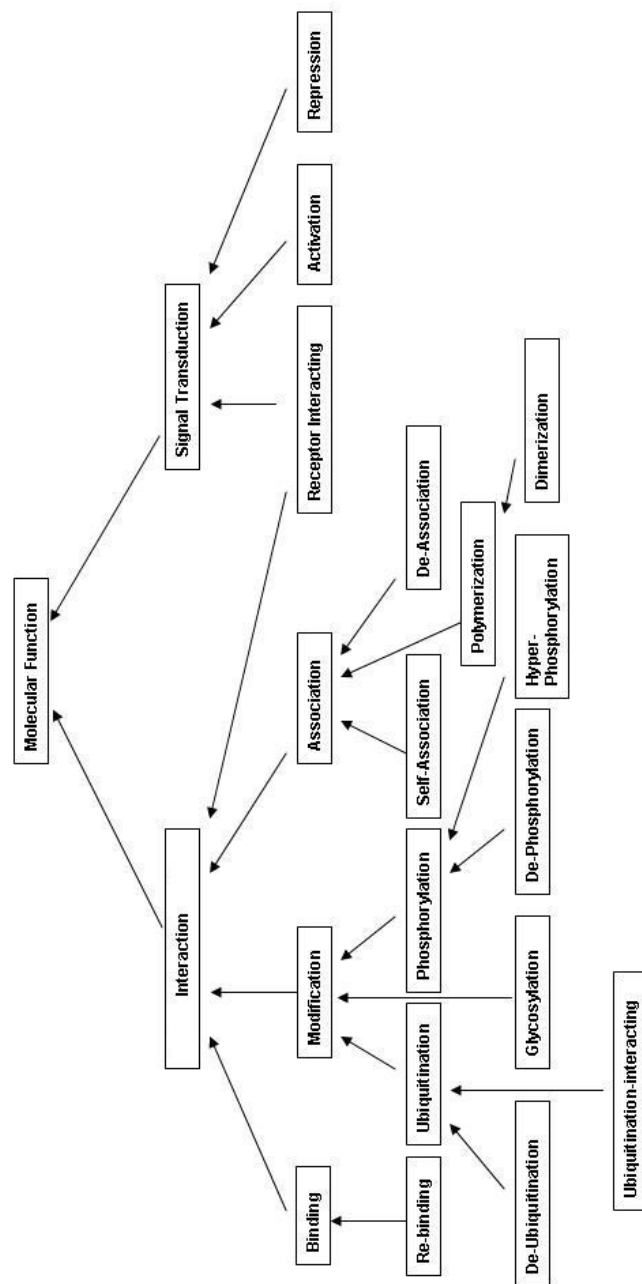 Molecular Function
Interaction
Signal Transduction
Binding
Modification
Association
Receptor Interacting
Activation
Repression
Re-binding
Ubiquitination
Phosphorylation
Self-Association
De-Association
Polymerization
De-Ubiquitination
Glycosylation
De-Phosphorylation
Hyper-
Phosphorylation
Dimerization
Ubiquitination-interacting